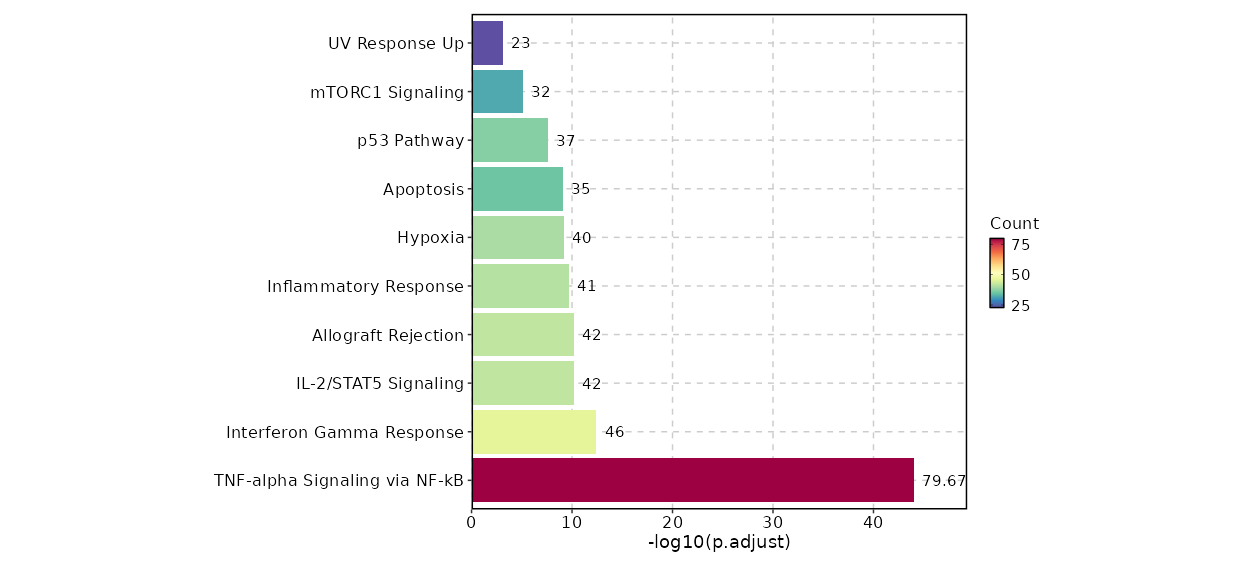 UV Response Up 23
mTORC1 Signaling 32
p53 Pathway 37
Apoptosis 35
Hypoxia 40
Inflammatory Response 41
Allograft Rejection 42
IL-2/STAT5 Signaling 42
Interferon Gamma Response 46
TNF-alpha Signaling via NF-kB 79.67
0 10 20 30 40
-log10(p.adjust)
Count
75
50
25